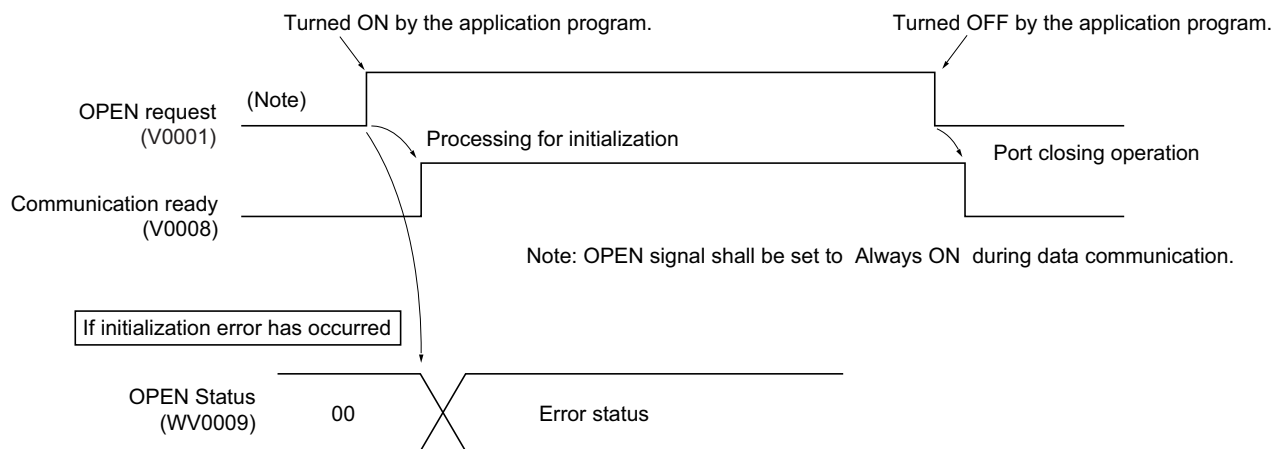 Turned ON by the application program.
Turned OFF by the application program.
(Note)
OPEN request
(V0001)
Processing for initialization
Port closing operation
Communication ready
(V0008)
Note: OPEN signal shall be set to Always ON during data communication.
If initialization error has occurred
OPEN Status
(WV0009)
00
Error status